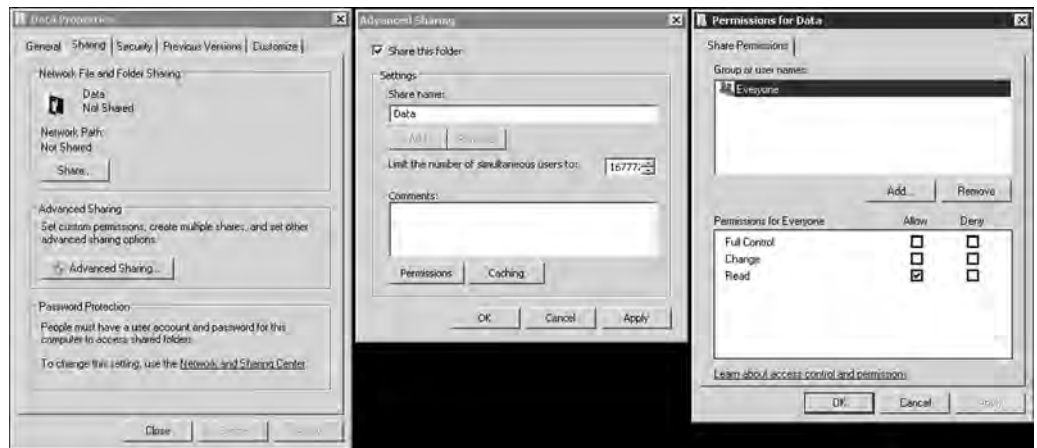 Data Properties
General
Sharing
Security
Previous Versions
Customize
Network File and Folder Sharing
Data
Not Shared
Network Path:
Not Shared
Share...
Advanced Sharing
Set custom permissions, create multiple shares, and set other
advanced sharing options.
Advanced Sharing...
Password Protection
People must have a user account and password for this
computer to access shared folders.
To change this setting, use the Network and Sharing Center.
Close
Advanced Sharing
Share this folder
Settings
Share name:
Data
Add
Remove
Limit the number of simultaneous users to:
16777
Comments:
Permissions
Caching
OK
Cancel
Apply
Permissions for Data
Share Permissions
Group or user names:
Everyone
Add...
Remove
Permissions for Everyone
Allow
Deny
Full Control
Change
Read
Learn about access control and permissions
OK
Cancel
Apply